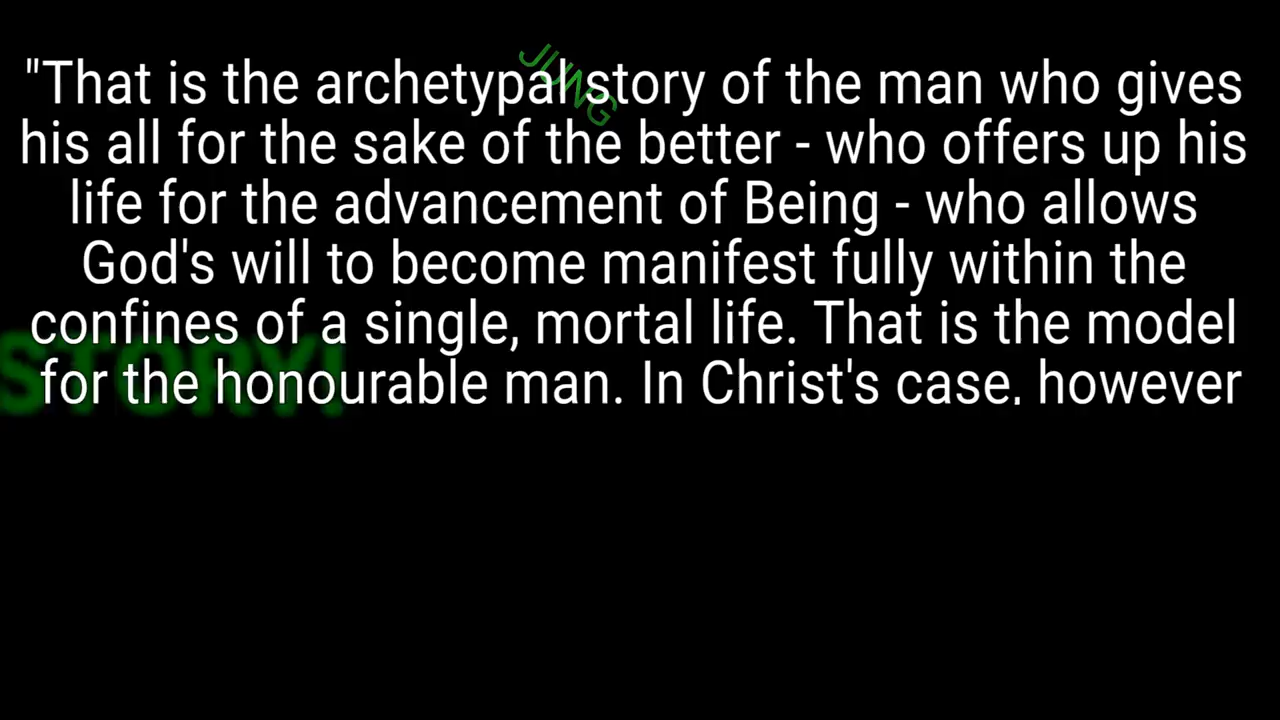 JUNG
"That is the archetypal story of the man who gives
his all for the sake of the better - who offers up his
life for the advancement of Being - who allows
God's will to become manifest fully within the
confines of a single, mortal life. That is the model
STORY!
for the honourable man. In Christ's case, however